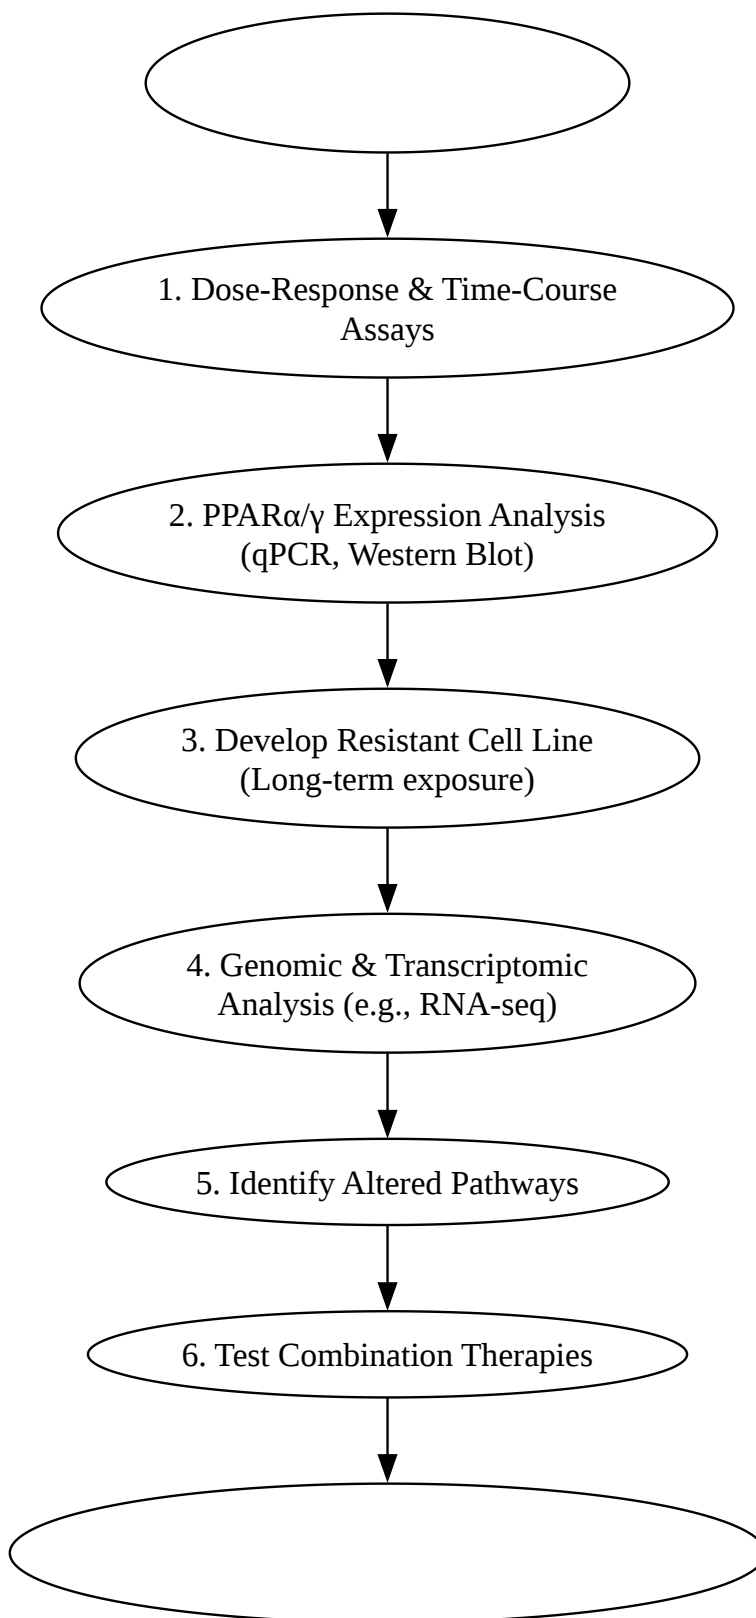 1. Dose-Response & Time-Course
Assays
2. PPARα/γ Expression Analysis
(qPCR, Western Blot)
3. Develop Resistant Cell Line
(Long-term exposure)
4. Genomic & Transcriptomic
Analysis (e.g., RNA-seq)
5. Identify Altered Pathways
6. Test Combination Therapies